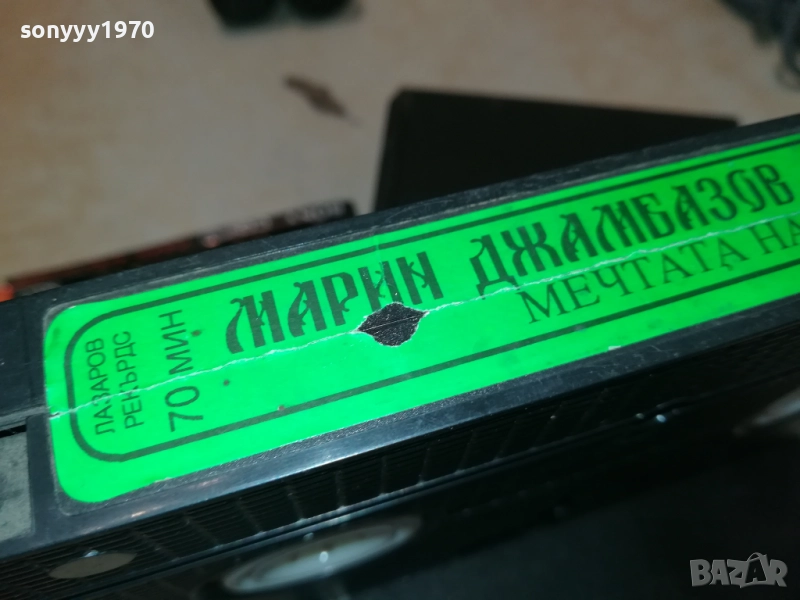 sonyyy1970
ЛАЗАРОВ
РЕКЪРДС
70 МИН
МАРИН ДЖАМБАЗОВ
МЕЧТАТА НА
BAZAR